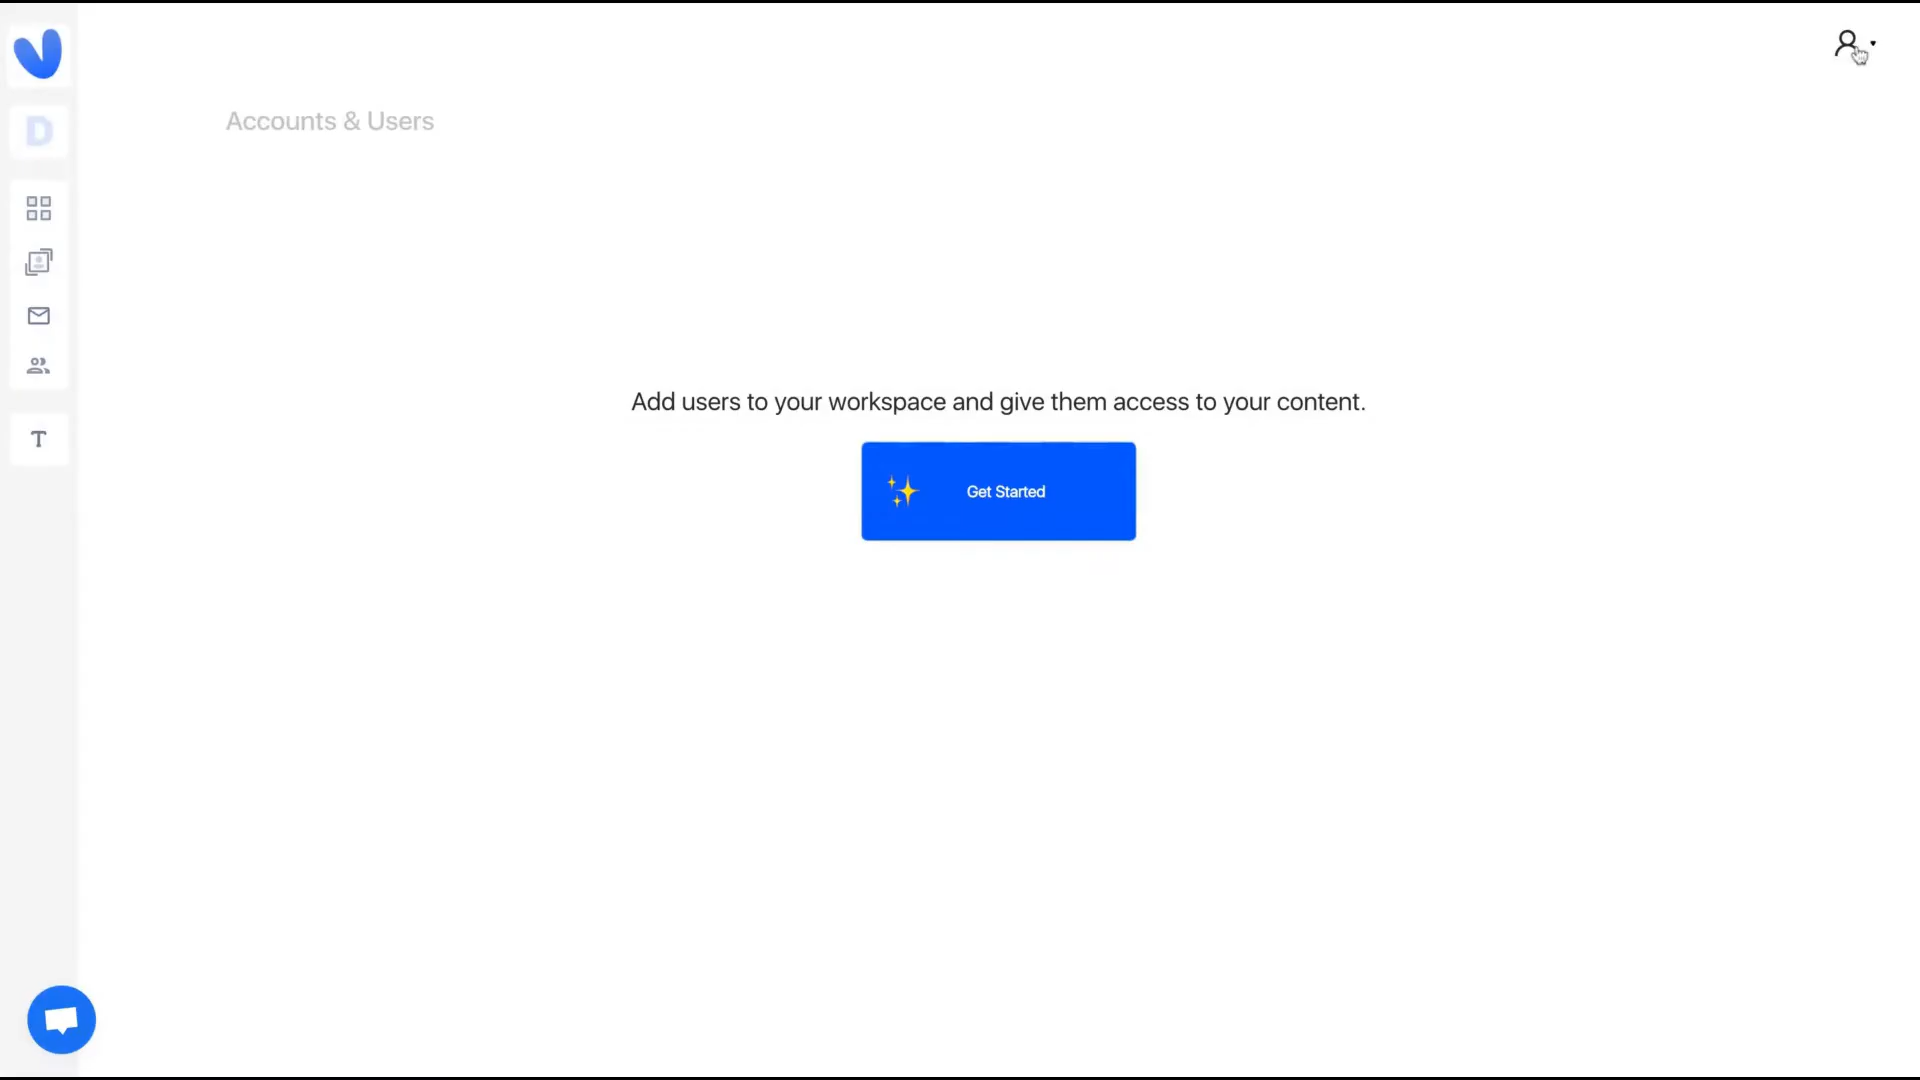 D
Accounts & Users
T
Add users to your workspace and give them access to your content.
Get Started